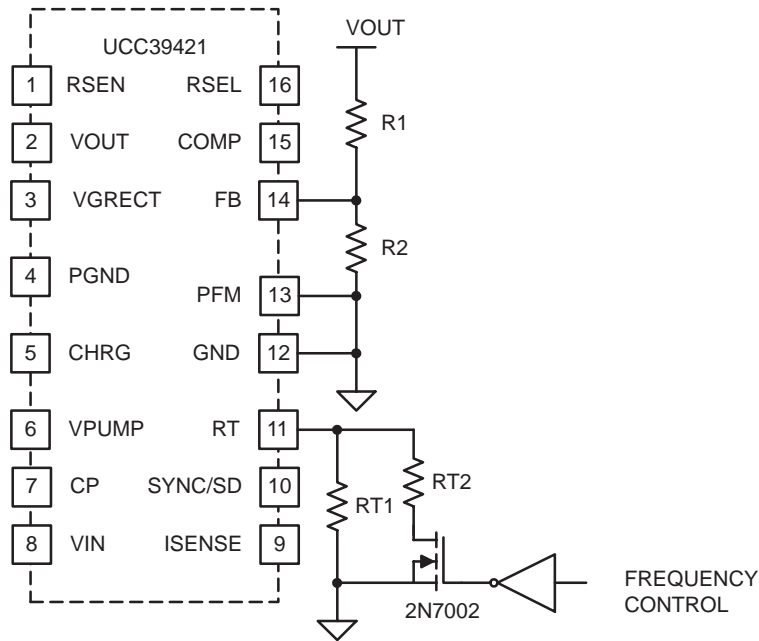 UCC39421
VOUT
1 RSEN RSEL 16
R1
2 VOUT COMP 15
3 VGRECT FB 14
R2
4 PGND
PFM 13
5 CHRG GND 12
6 VPUMP RT 11
RT2
7 CP SYNC/SD 10
RT1
8 VIN ISENSE 9
2N7002
FREQUENCY
CONTROL